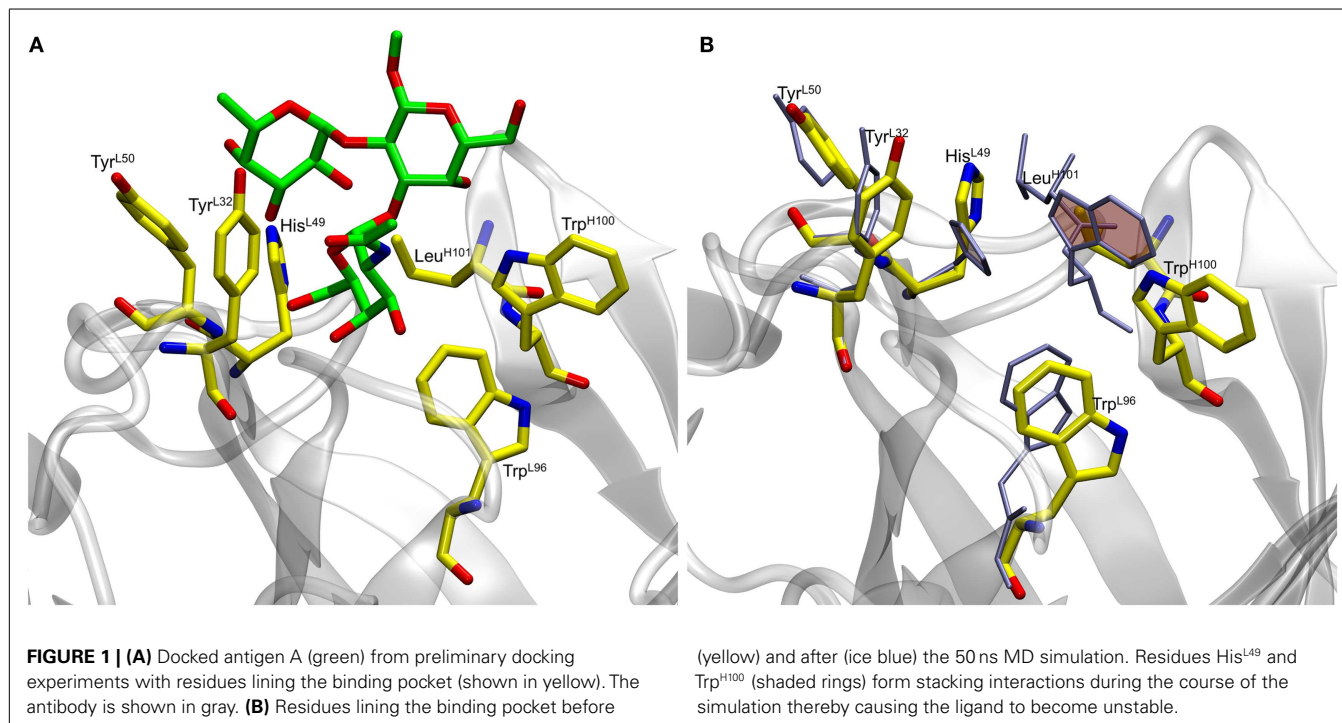 A
Tyr^L50
Tyr^L32
His^L49
Leu^H101
Trp^H100
Trp^L96
B
Tyr^L50
Tyr^L32
His^L49
Leu^H101
Trp^H100
Trp^L96
FIGURE 1 | (A) Docked antigen A (green) from preliminary docking
experiments with residues lining the binding pocket (shown in yellow). The
antibody is shown in gray. (B) Residues lining the binding pocket before
(yellow) and after (ice blue) the 50 ns MD simulation. Residues His^L49 and
Trp^H100 (shaded rings) form stacking interactions during the course of the
simulation thereby causing the ligand to become unstable.